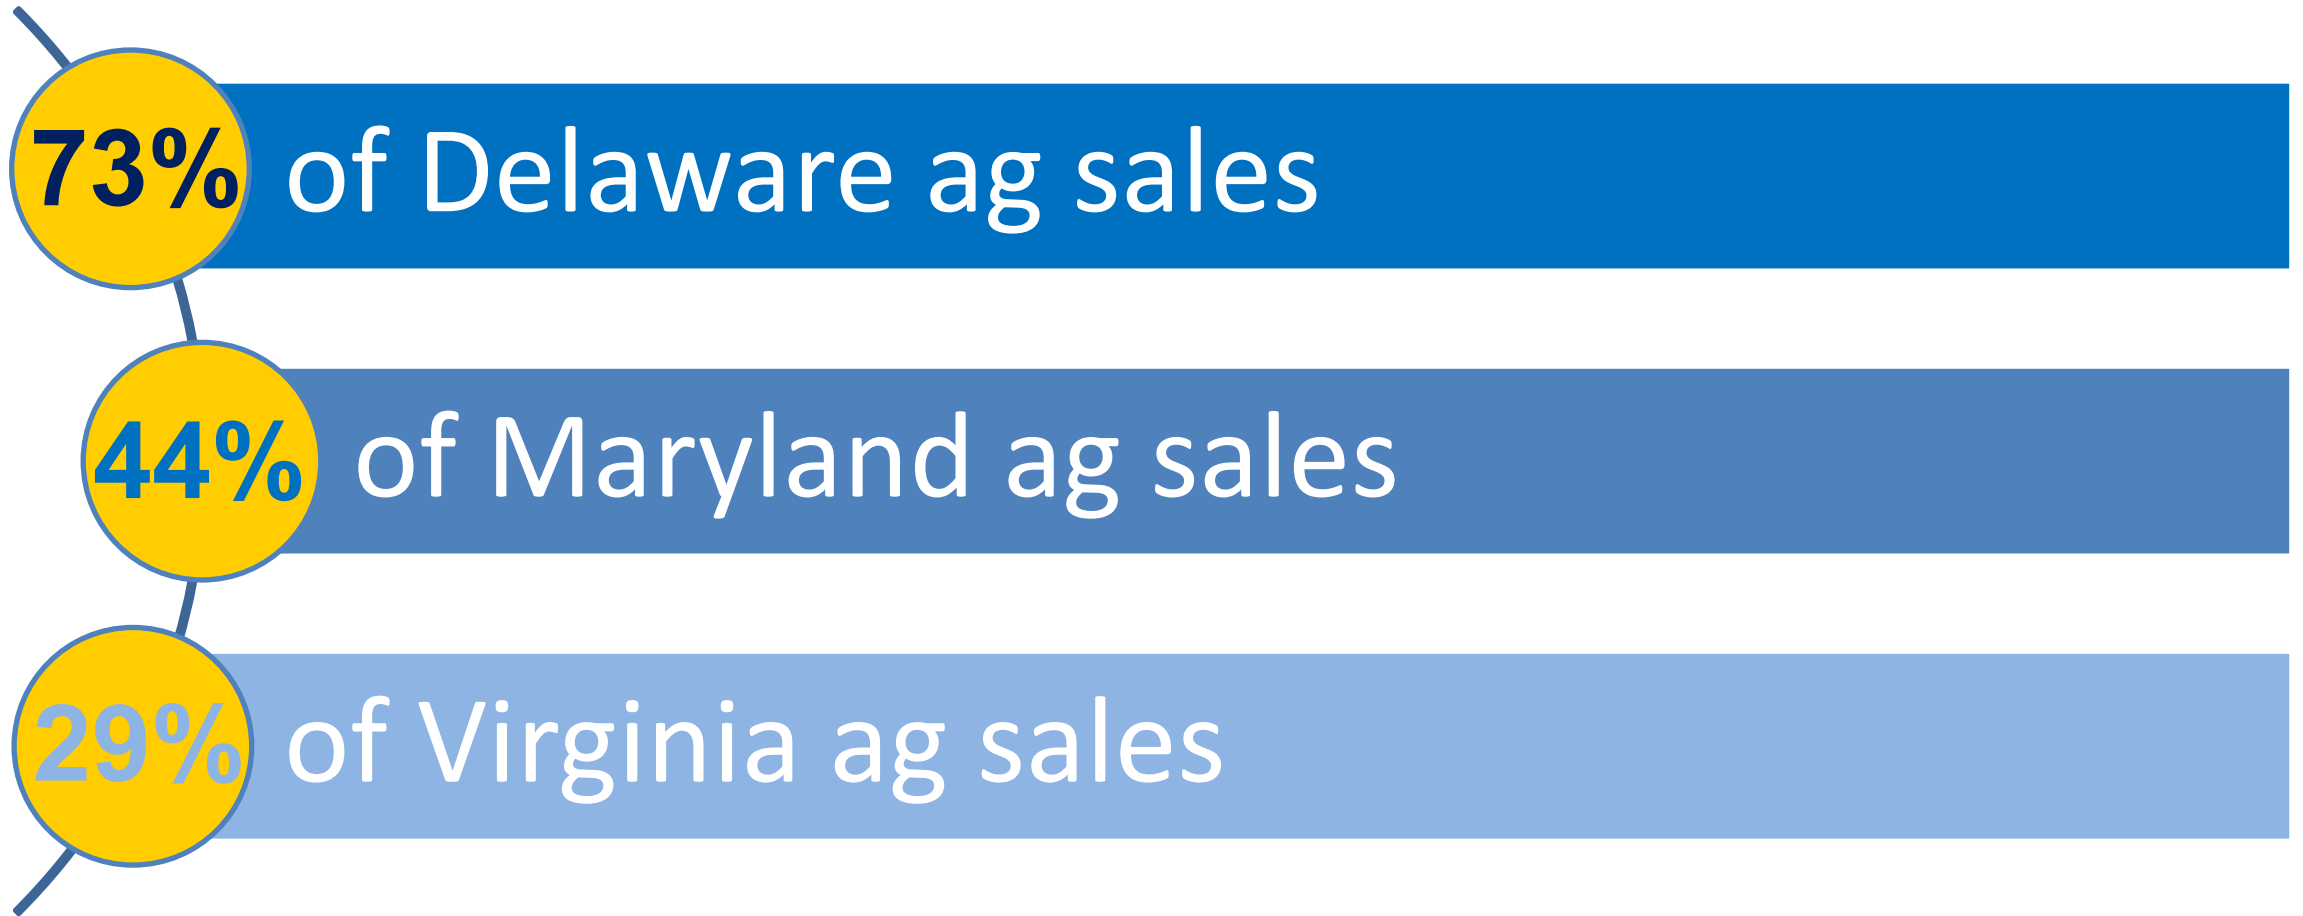 73% of Delaware ag sales
44% of Maryland ag sales
29% of Virginia ag sales